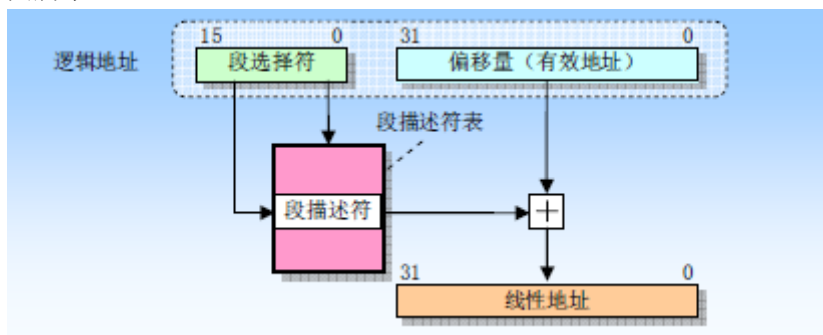 15 0 31 0
逻辑地址 段选择符 偏移量（有效地址）
段描述符表
段描述符 +
31 0
线性地址